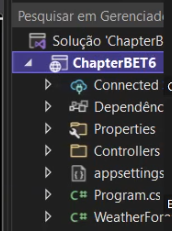 Pesquisar em Gerenciad
Solução 'ChapterB
ChapterBET6
Connected
Dependênc
Properties
Controllers
appsettings
C# Program.cs
C# WeatherFor